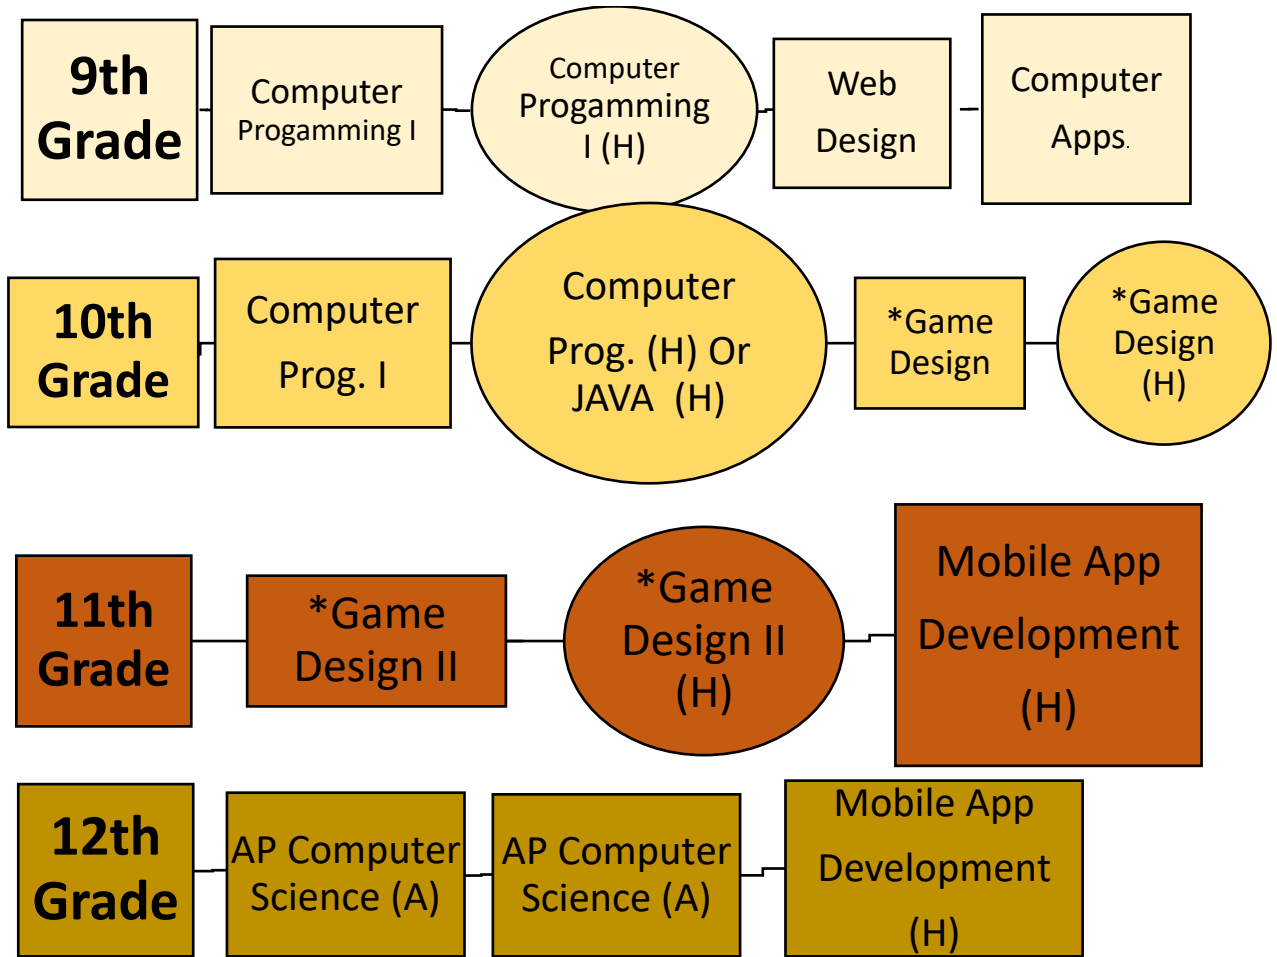 9th
Grade
Computer
Progamming I
Computer
Progamming
I (H)
Web
Design
Computer
Apps.
10th
Grade
Computer
Prog. I
Computer
Prog. (H) Or
JAVA (H)
*Game
Design
*Game
Design
(H)
11th
Grade
*Game
Design II
*Game
Design II
(H)
Mobile App
Development
(H)
12th
Grade
AP Computer
Science (A)
AP Computer
Science (A)
Mobile App
Development
(H)